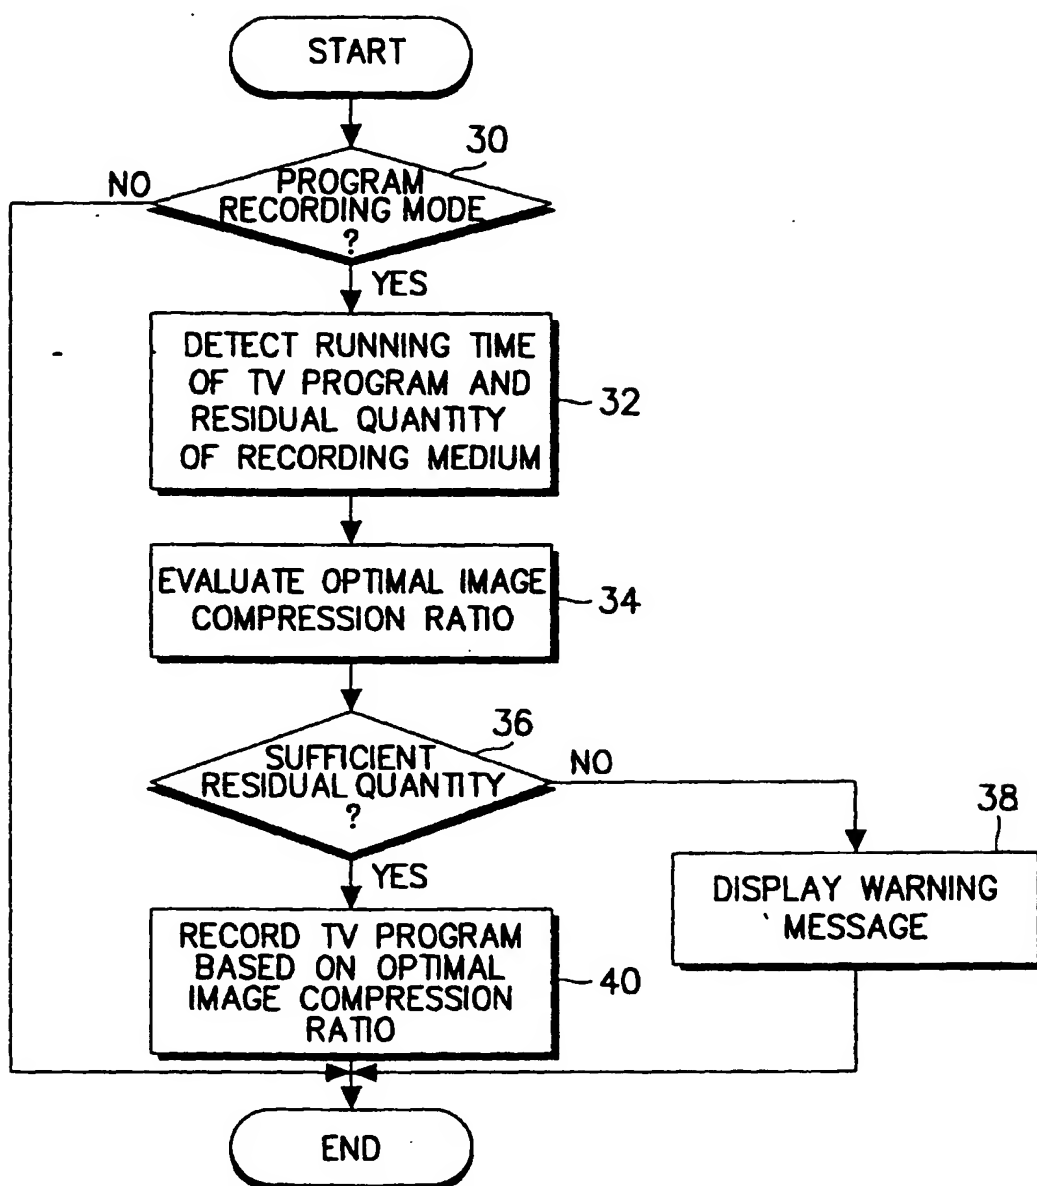 START
30
NO
PROGRAM
RECORDING MODE
?
YES
DETECT RUNNING TIME
OF TV PROGRAM AND
RESIDUAL QUANTITY
OF RECORDING MEDIUM
32
EVALUATE OPTIMAL IMAGE
COMPRESSION RATIO
34
36
SUFFICIENT
RESIDUAL QUANTITY
?
NO
YES
38
DISPLAY WARNING
MESSAGE
RECORD TV PROGRAM
BASED ON OPTIMAL
IMAGE COMPRESSION
RATIO
40
END